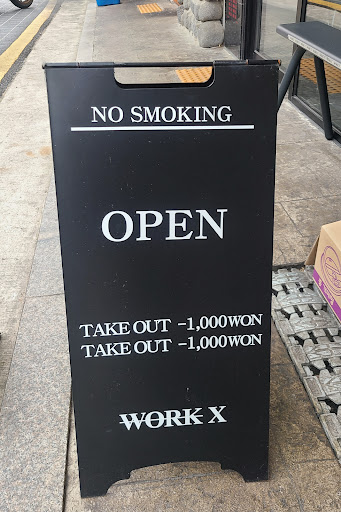 NO SMOKING
OPEN
TAKE OUT -1,000WON
TAKE OUT -1,000WON
WORK X